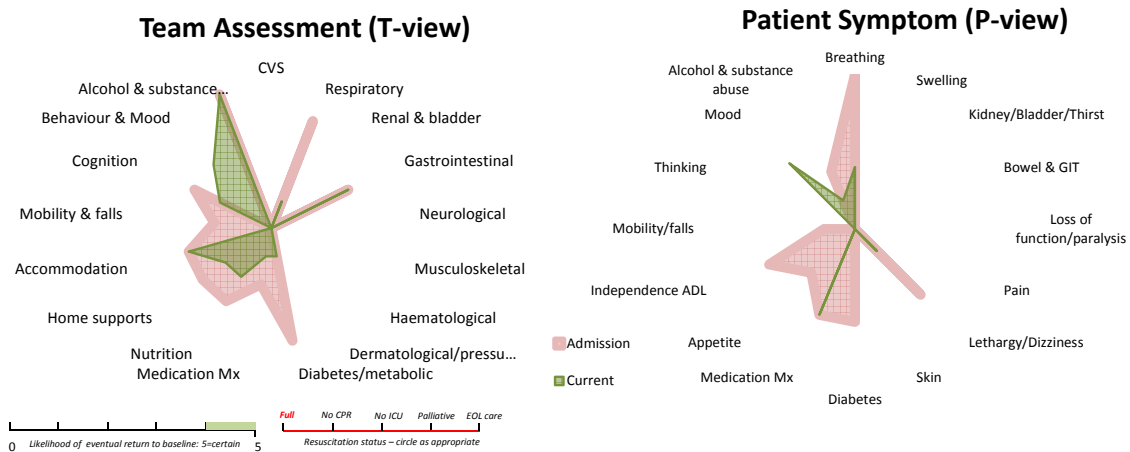 Team Assessment (T-view)
CVS
Alcohol & substance...
Respiratory
Behaviour & Mood
Renal & bladder
Cognition
Gastrointestinal
Mobility & falls
Neurological
Accommodation
Musculoskeletal
Home supports
Haematological
Nutrition
Dermatological/pressu...
Medication Mx
Diabetes/metabolic
0
Likelihood of eventual return to baseline: 5=certain
5
Full
No CPR
No ICU
Palliative
EOL care
Resuscitation status – circle as appropriate
Patient Symptom (P-view)
Breathing
Alcohol & substance
abuse
Swelling
Mood
Kidney/Bladder/Thirst
Thinking
Bowel & GIT
Mobility/falls
Loss of
function/paralysis
Independence ADL
Pain
Admission
Appetite
Lethargy/Dizziness
Current
Medication Mx
Skin
Diabetes